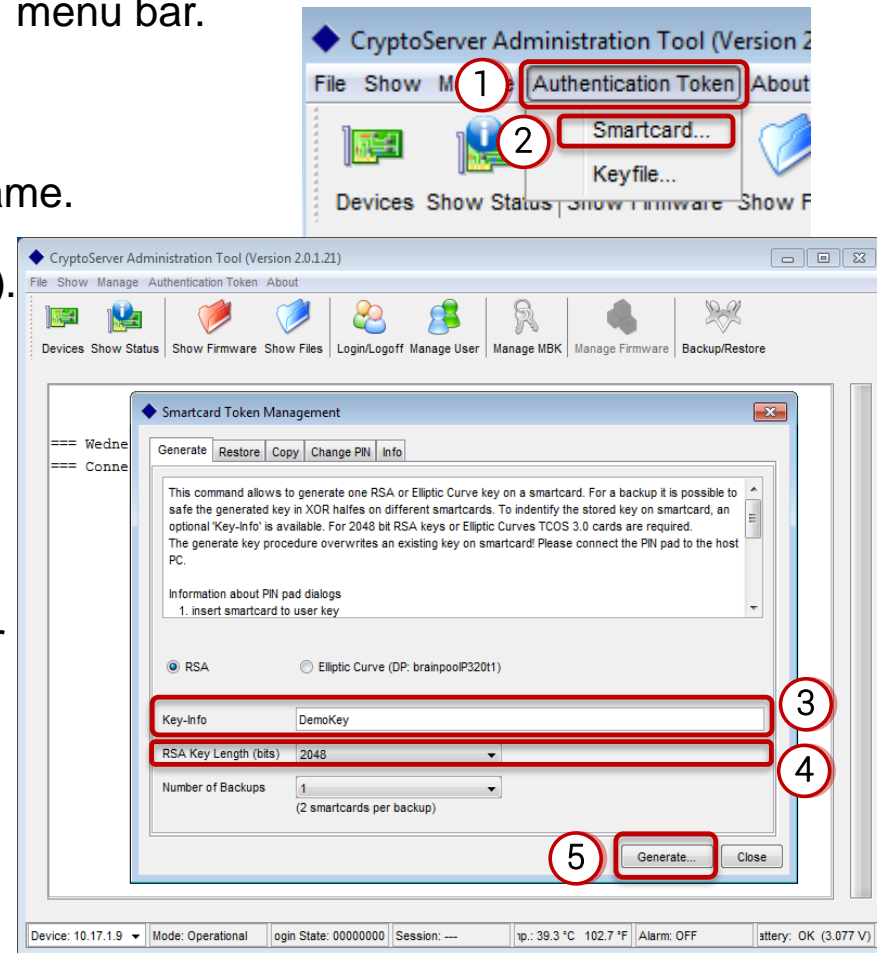 menu bar.
CryptoServer Administration Tool (Version 2
File Show M 1 Authentication Token About
2 Smartcard...
Keyfile...
Devices Show Status Show Firmware Show F
ame.
).
CryptoServer Administration Tool (Version 2.0.1.21)
File Show Manage Authentication Token About
Devices Show Status Show Firmware Show Files Login/Logoff Manage User Manage MBK Manage Firmware Backup/Restore
Smartcard Token Management
=== Wedne
=== Conne
Generate Restore Copy Change PIN Info
This command allows to generate one RSA or Elliptic Curve key on a smartcard. For a backup it is possible to
safe the generated key in XOR halfes on different smartcards. To indentify the stored key on smartcard, an
optional 'Key-Info' is available. For 2048 bit RSA keys or Elliptic Curves TCOS 3.0 cards are required.
The generate key procedure overwrites an existing key on smartcard! Please connect the PIN pad to the host
PC.
Information about PIN pad dialogs
1. insert smartcard to user key
r
RSA Elliptic Curve (DP: brainpoolP320t1)
3
Key-Info DemoKey
RSA Key Length (bits) 2048
4
Number of Backups 1
(2 smartcards per backup)
5 Generate... Close
Device: 10.17.1.9 Mode: Operational ogin State: 00000000 Session: --- np.: 39.3 °C 102.7 °F Alarm: OFF attery: OK (3.077 V)